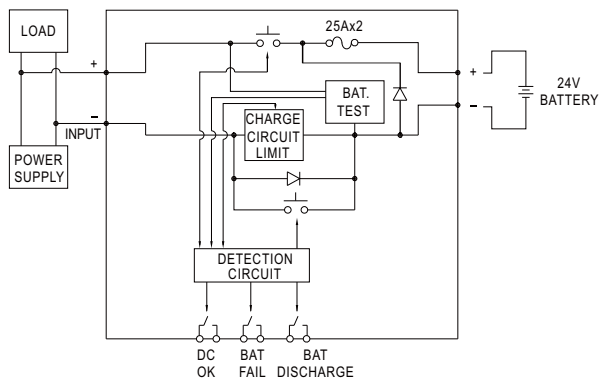 LOAD
25Ax2
+
+
24V
BATTERY
BAT.
TEST
−
−
INPUT
CHARGE
CIRCUIT
LIMIT
POWER
SUPPLY
DETECTION
CIRCUIT
DC
OK
BAT
FAIL
BAT
DISCHARGE